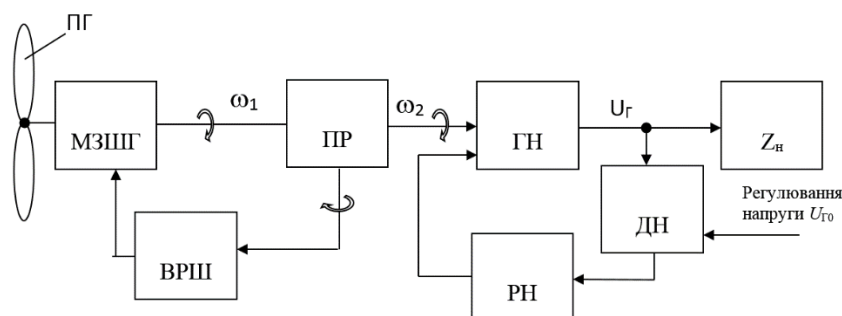 ПГ
МЗШГ
ω1
ПР
ω2
ГН
UГ
Zн
ВРШ
РН
ДН
Регулювання
напруги UГ0